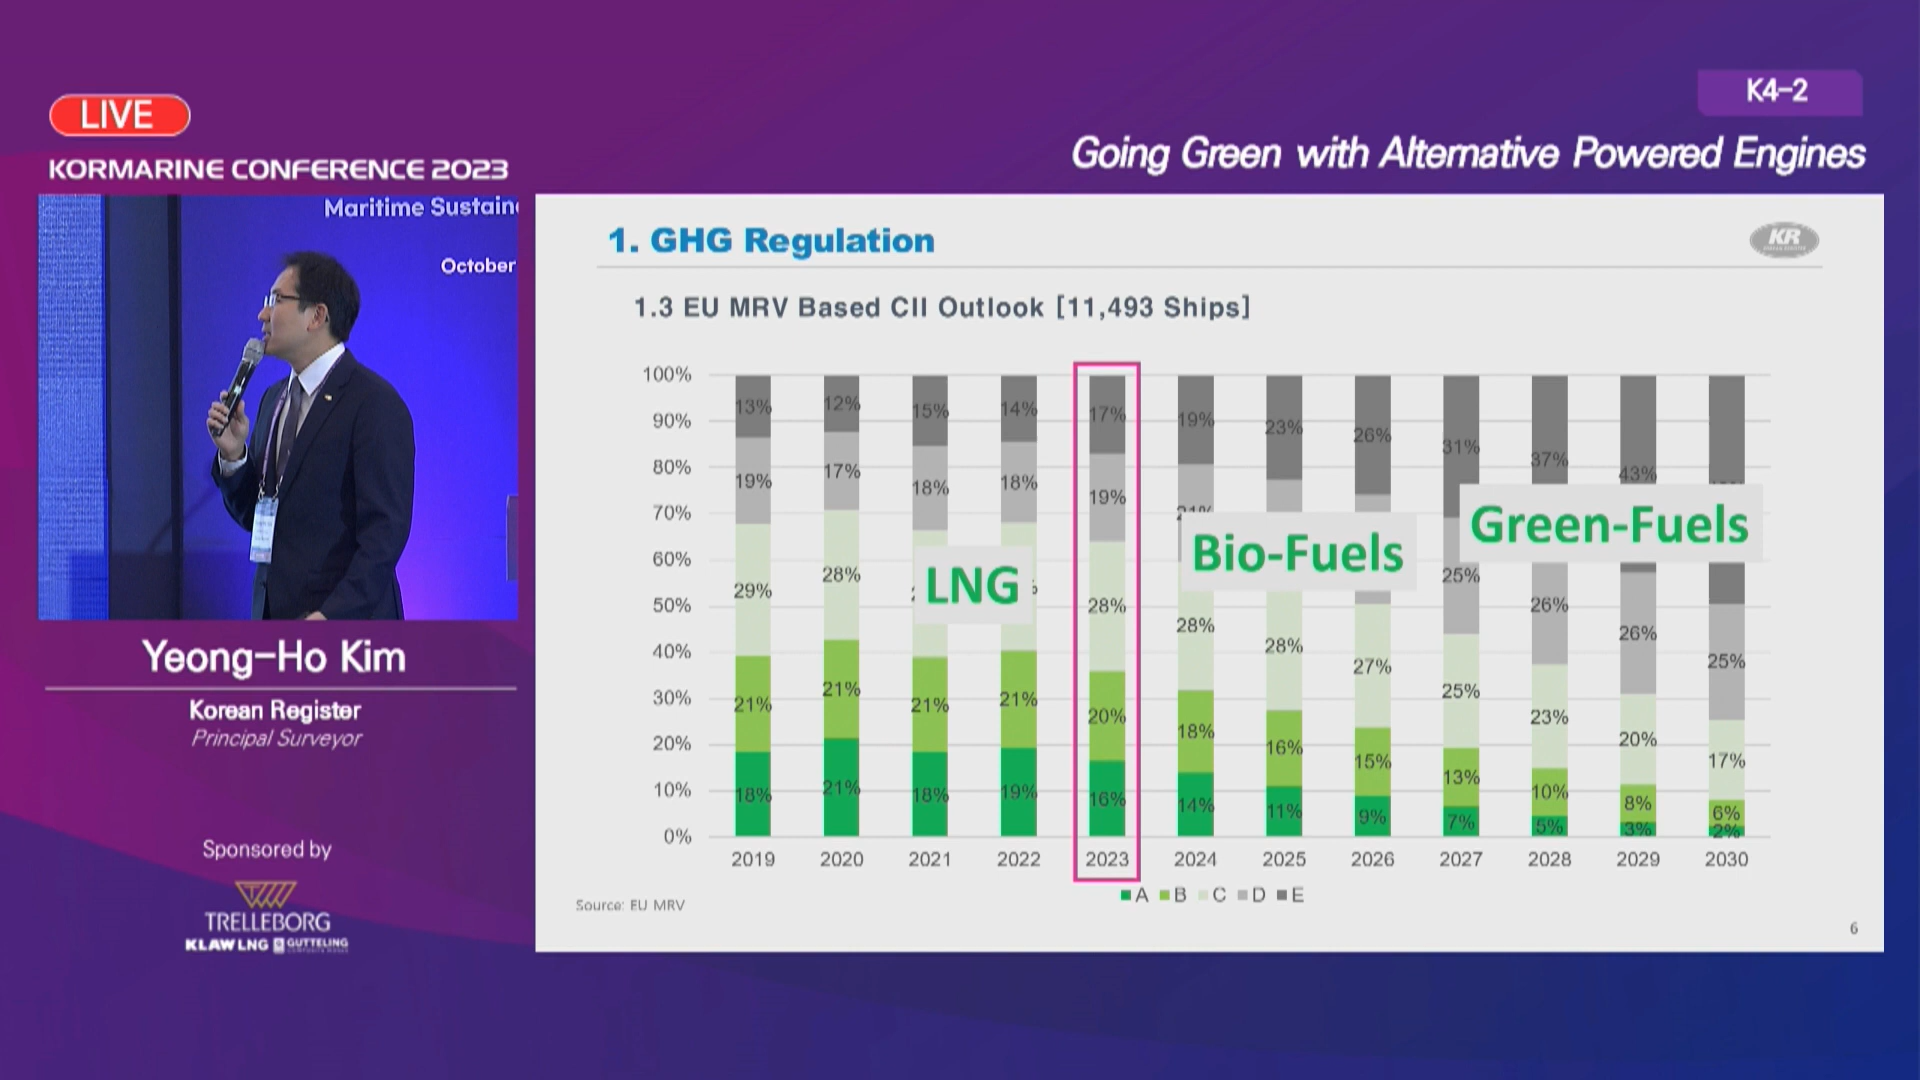 LIVE
KORMARINE CONFERENCE 2023
K4-2
Going Green with Alternative Powered Engines
Maritime
October
Yeong-Ho Kim
Korean Register
Principal Surveyor
Sponsored by
TRELLEBORG
KLAW LNG GUTTELING
1. GHG Regulation
KR
1.3 EU MRV Based CII Outlook [11,493 Ships]
100%
90%
80%
70%
60%
50%
40%
30%
20%
10%
0%
13% 12% 15% 14% 17% 19% 23% 26% 31% 37% 43%
19% 17% 18% 18% 19% 21% 25% 26% 26% 25%
29% 28% 28% 28% 28% 27% 25% 23% 20% 17%
21% 21% 21% 21% 20% 18% 16% 15% 13% 10% 8% 6%
18% 21% 18% 19% 16% 14% 11% 9% 7% 5% 3% 2%
LNG
Bio-Fuels
Green-Fuels
2019 2020 2021 2022 2023 2024 2025 2026 2027 2028 2029 2030
A B C D E
Source: EU MRV
6